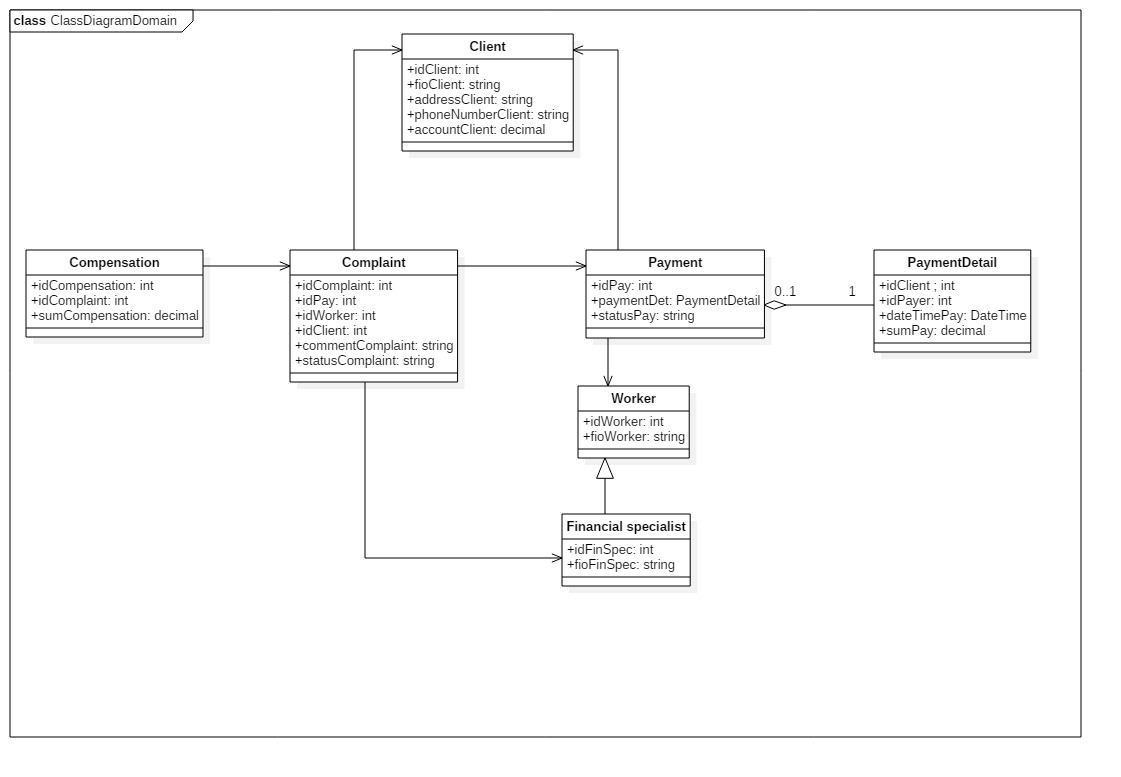 class ClassDiagramDomain
Client
+idClient: int
+fioClient: string
+addressClient: string
+phoneNumberClient: string
+accountClient: decimal
Compensation
+idCompensation: int
+idComplaint: int
+sumCompensation: decimal
Complaint
+idComplaint: int
+idPay: int
+idWorker: int
+idClient: int
+commentComplaint: string
+statusComplaint: string
Payment
+idPay: int
+paymentDet: PaymentDetail
+statusPay: string
0..1
1
PaymentDetail
+idClient ; int
+idPayer: int
+dateTimePay: DateTime
+sumPay: decimal
Worker
+idWorker: int
+fioWorker: string
Financial specialist
+idFinSpec: int
+fioFinSpec: string